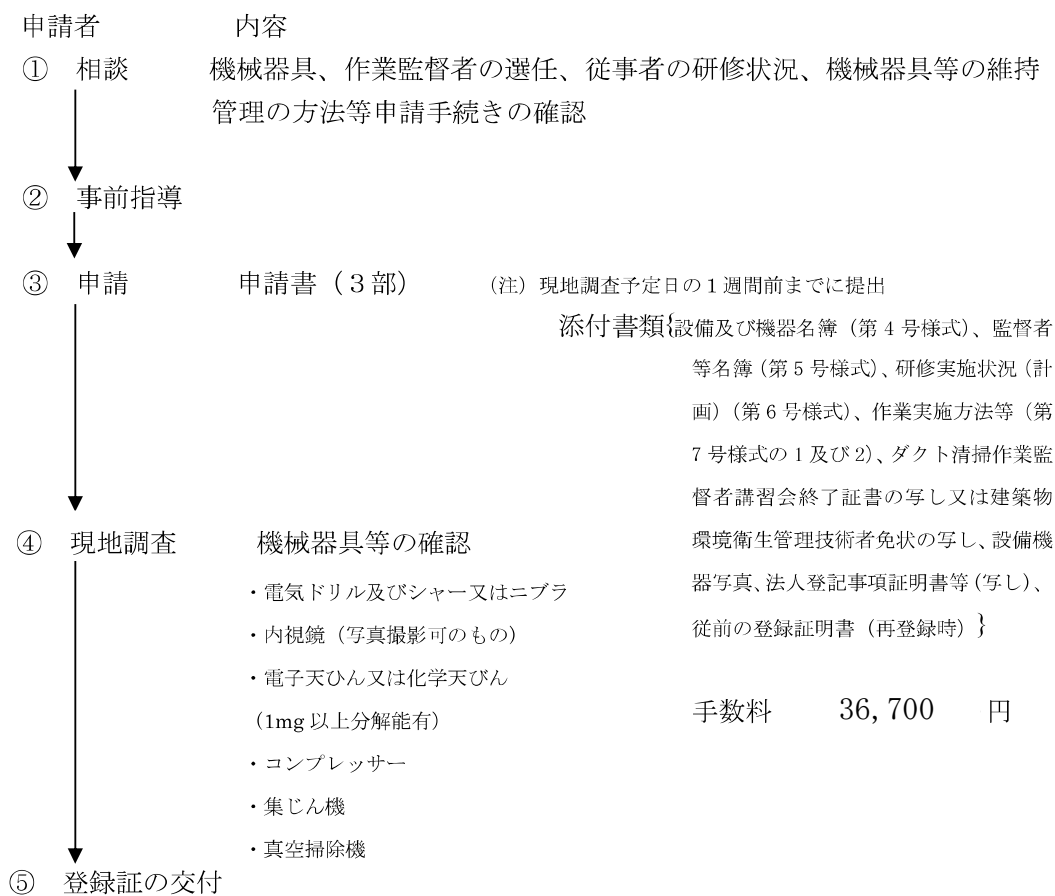 申請者　内容
① 相談　機械器具、作業監督者の選任、従事者の研修状況、機械器具等の維持
管理の方法等申請手続きの確認
② 事前指導
③ 申請　申請書（３部）　（注）現地調査予定日の１週間前までに提出
添付書類{設備及び機器名簿（第４号様式）、監督者
等名簿（第５号様式）、研修実施状況（計
画）（第６号様式）、作業実施方法等（第
7 号様式の 1 及び 2）、ダクト清掃作業監
督者講習会終了証書の写し又は建築物
環境衛生管理技術者免状の写し、設備機
器写真、法人登記事項証明書等（写し）、
従前の登録証明書（再登録時）}
手数料　36,700　円
④ 現地調査　機械器具等の確認
・電気ドリル及びシャー又はニブラ
・内視鏡（写真撮影可のもの）
・電子天ひん又は化学天びん
（1mg 以上分解能有）
・コンプレッサー
・集じん機
・真空掃除機
⑤ 登録証の交付